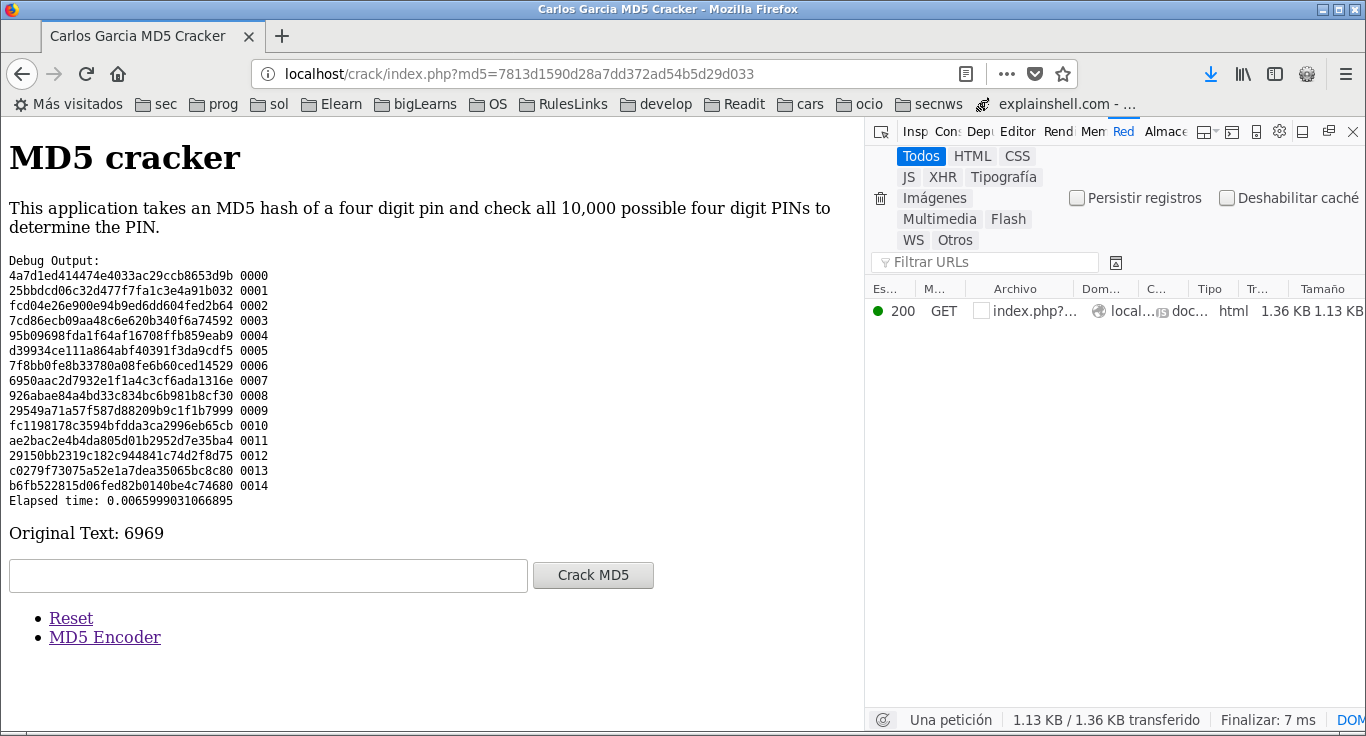 Carlos Garcia MD5 Cracker - Mozilla Firefox
Carlos Garcia MD5 Cracker
localhost/crack/index.php?md5=7813d1590d28a7dd372ad54b5d29d033
Más visitados sec prog sol Elearn bigLearns OS RulesLinks develop Readit cars ocio secnws explainshell.com - ...
MD5 cracker
This application takes an MD5 hash of a four digit pin and check all 10,000 possible four digit PINs to
determine the PIN.
Debug Output:
4a7d1ed414474e4033ac29ccb8653d9b 0000
25bbdcd06c32d477f7fa1c3e4a91b032 0001
fcd04e26e900e94b9ed6dd604fed2b64 0002
7cd86ecb09aa48c6e620b340f6a74592 0003
95b09698fda1f64af16708ffb859eab9 0004
d39934ce111a864abf40391f3da9cdf5 0005
7f8bb0fe8b33780a08fe6b60ced14529 0006
6950aac2d7932e1f1a4c3cf6ada1316e 0007
926abae84a4bd33c834bc6b981b8cf30 0008
29549a71a57f587d88209b9c1f1b7999 0009
fc1198178c3594bfdda3ca2996eb65cb 0010
ae2bac2e4b4da805d01b2952d7e35ba4 0011
29150bb2319c182c944841c74d2f8d75 0012
c0279f73075a52e1a7dea35065bc8c80 0013
b6fb522815d06fed82b0140be4c74680 0014
Elapsed time: 0.0065999031066895
Original Text: 6969
Crack MD5
Reset
MD5 Encoder
Insp Con: Dep Editor Rend Mem Red Almace
Todos HTML CSS
JS XHR Tipografía
Imágenes
Persistir registros Deshabilitar caché
Multimedia Flash
WS Otros
Filtrar URLs
Es... M... Archivo Dom... C... Tipo Tr... Tamaño
200 GET index.php?... local... JS doc... html 1.36 KB 1.13 KB
Una petición 1.13 KB / 1.36 KB transferido Finalizar: 7 ms DOM